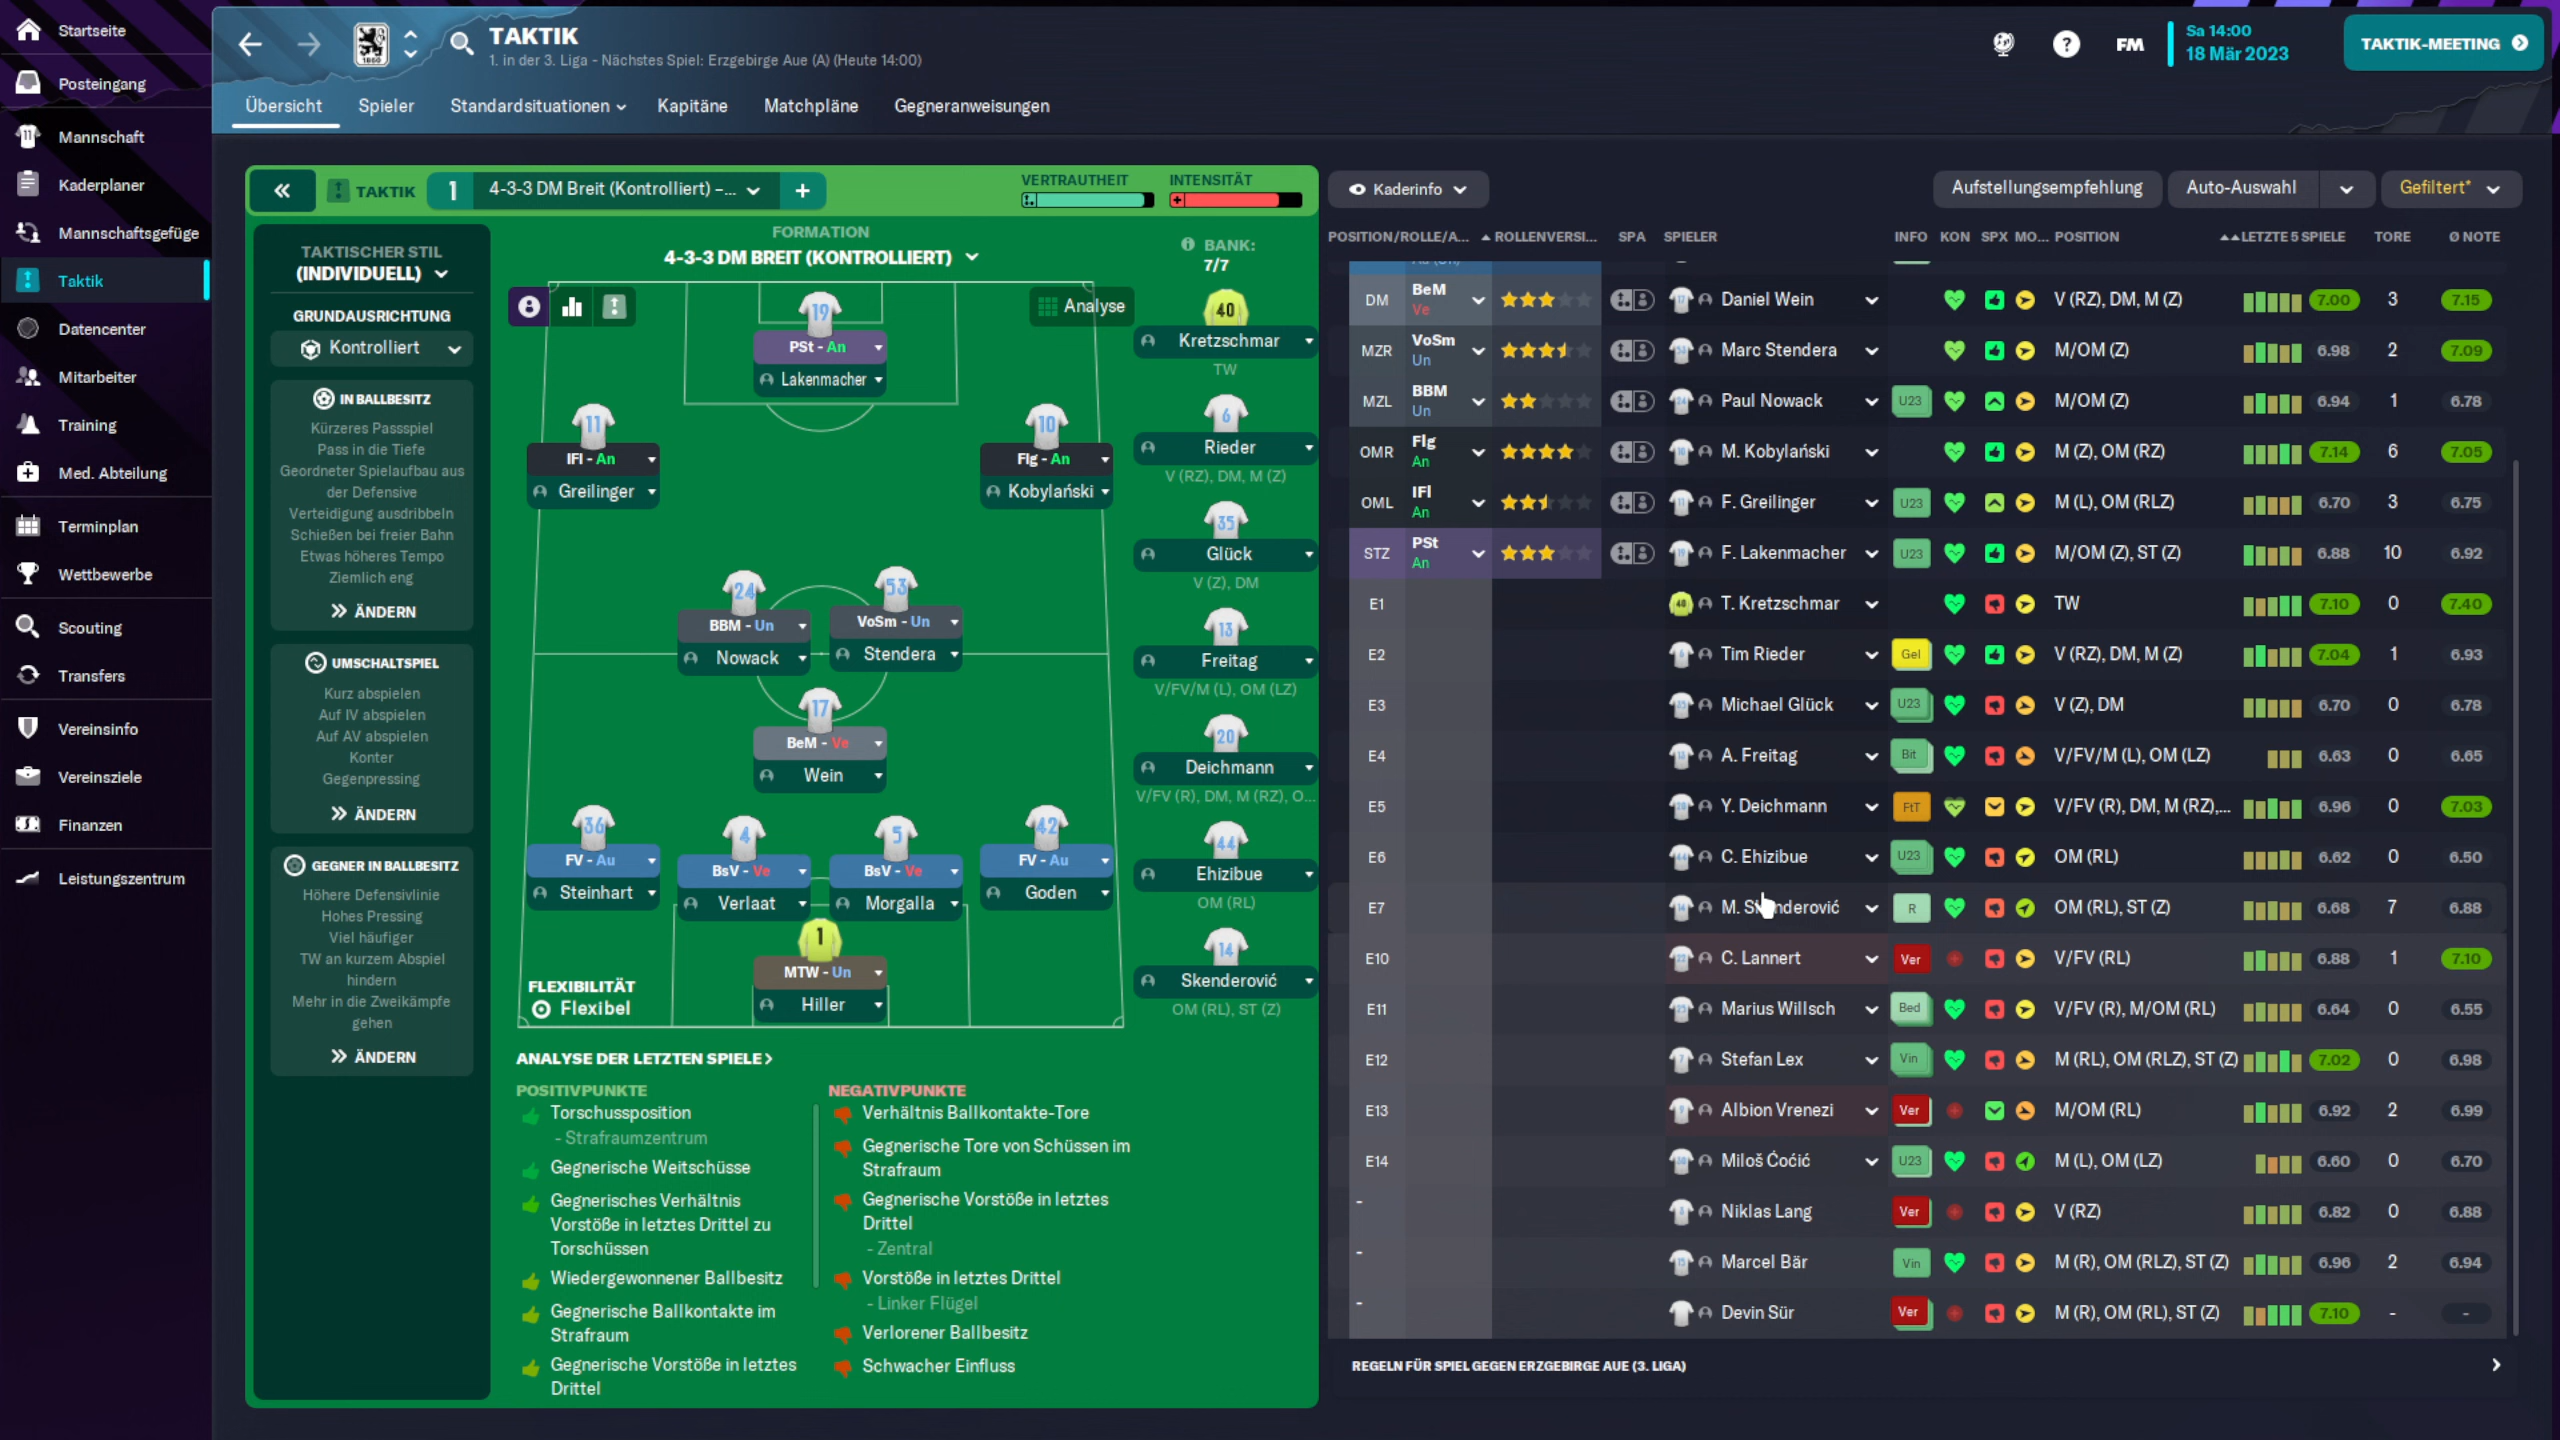 Startseite
Posteingang
Mannschaft
Kaderplaner
Mannschaftsgefüge
Taktik
Datencenter
Mitarbeiter
Training
Med. Abteilung
Terminplan
Wettbewerbe
Scouting
Transfers
Vereinsinfo
Vereinsziele
Finanzen
Leistungszentrum
TAKTIK
1. in der 3. Liga - Nächstes Spiel: Erzgebirge Aue (A) (Heute 14:00)
FM
Sa 14:00
18 Mär 2023
TAKTIK-MEETING
Übersicht Spieler Standardsituationen Kapitäne Matchpläne Gegneranweisungen
TAKTIK 1 4-3-3 DM Breit (Kontrolliert) –... +
VERTRAUTHEIT INTENSITÄT
TAKTISCHER STIL
(INDIVIDUELL)
GRUNDAUSRICHTUNG
Kontrolliert
IN BALLBESITZ
Kürzeres Passspiel
Pass in die Tiefe
Geordneter Spielaufbau aus
der Defensive
Verteidigung ausdribbeln
Schießen bei freier Bahn
Etwas höheres Tempo
Ziemlich eng
ÄNDERN
UMSCHALTSPIEL
Kurz abspielen
Auf IV abspielen
Auf AV abspielen
Konter
Gegenpressing
ÄNDERN
GEGNER IN BALLBESITZ
Höhere Defensivlinie
Hohes Pressing
Viel häufiger
TW an kurzem Abspiel
hindern
Mehr in die Zweikämpfe
gehen
ÄNDERN
FORMATION
4-3-3 DM BREIT (KONTROLLIERT)
Analyse
19
PSt - An
Lakenmacher
11
IFl - An
Greilinger
10
Flg - An
Kobylański
24
BBM - Un
Nowack
53
VoSm - Un
Stendera
17
BeM - Ve
Wein
36
FV - Au
Steinhart
4
BsV - Ve
Verlaat
5
BsV - Ve
Morgalla
42
FV - Au
Goden
1
MTW - Un
Hiller
FLEXIBILITÄT
Flexibel
BANK:
7/7
40
Kretzschmar
TW
6
Rieder
V (RZ), DM, M (Z)
35
Glück
V (Z), DM
13
Freitag
V/FV/M (L), OM (LZ)
20
Deichmann
V/FV (R), DM, M (RZ), O...
44
Ehizibue
OM (RL)
14
Skenderović
OM (RL), ST (Z)
ANALYSE DER LETZTEN SPIELE
POSITIVPUNKTE
Torschussposition
- Strafraumzentrum
Gegnerische Weitschüsse
Gegnerisches Verhältnis
Vorstöße in letztes Drittel zu
Torschüssen
Wiedergewonnener Ballbesitz
Gegnerische Ballkontakte im
Strafraum
Gegnerische Vorstöße in letztes
Drittel
NEGATIVPUNKTE
Verhältnis Ballkontakte-Tore
Gegnerische Tore von Schüssen im
Strafraum
Gegnerische Vorstöße in letztes
Drittel
- Zentral
Vorstöße in letztes Drittel
- Linker Flügel
Verlorener Ballbesitz
Schwacher Einfluss
Kaderinfo Aufstellungsempfehlung Auto-Auswahl Gefiltert*
POSITION/ROLLE/A... ROLLENVERSI... SPA SPIELER INFO KON SPX MO... POSITION LETZTE 5 SPIELE TORE Ø NOTE
DM BeM Ve Daniel Wein V (RZ), DM, M (Z) 7.00 3 7.15
MZR VoSm Un Marc Stendera M/OM (Z) 6.98 2 7.09
MZL BBM Un Paul Nowack U23 M/OM (Z) 6.94 1 6.78
OMR Flg An M. Kobylański M (Z), OM (RZ) 7.14 6 7.05
OML IFl An F. Greilinger U23 M (L), OM (RLZ) 6.70 3 6.75
STZ PSt An F. Lakenmacher U23 M/OM (Z), ST (Z) 6.88 10 6.92
E1 T. Kretzschmar TW 7.10 0 7.40
E2 Tim Rieder Gel V (RZ), DM, M (Z) 7.04 1 6.93
E3 Michael Glück U23 V (Z), DM 6.70 0 6.78
E4 A. Freitag Bit V/FV/M (L), OM (LZ) 6.63 0 6.65
E5 Y. Deichmann FtT V/FV (R), DM, M (RZ),... 6.96 0 7.03
E6 C. Ehizibue U23 OM (RL) 6.62 0 6.50
E7 M. Skenderović R OM (RL), ST (Z) 6.68 7 6.88
E10 C. Lannert Ver V/FV (RL) 6.88 1 7.10
E11 Marius Willsch Bed V/FV (R), M/OM (RL) 6.64 0 6.55
E12 Stefan Lex Vin M (RL), OM (RLZ), ST (Z) 7.02 0 6.98
E13 Albion Vrenezi Ver M/OM (RL) 6.92 2 6.99
E14 Miloš Ćoćić U23 M (L), OM (LZ) 6.60 0 6.70
- Niklas Lang Ver V (RZ) 6.82 0 6.88
- Marcel Bär Vin M (R), OM (RLZ), ST (Z) 6.96 2 6.94
- Devin Sür Ver M (R), OM (RL), ST (Z) 7.10 - -
REGELN FÜR SPIEL GEGEN ERZGEBIRGE AUE (3. LIGA)